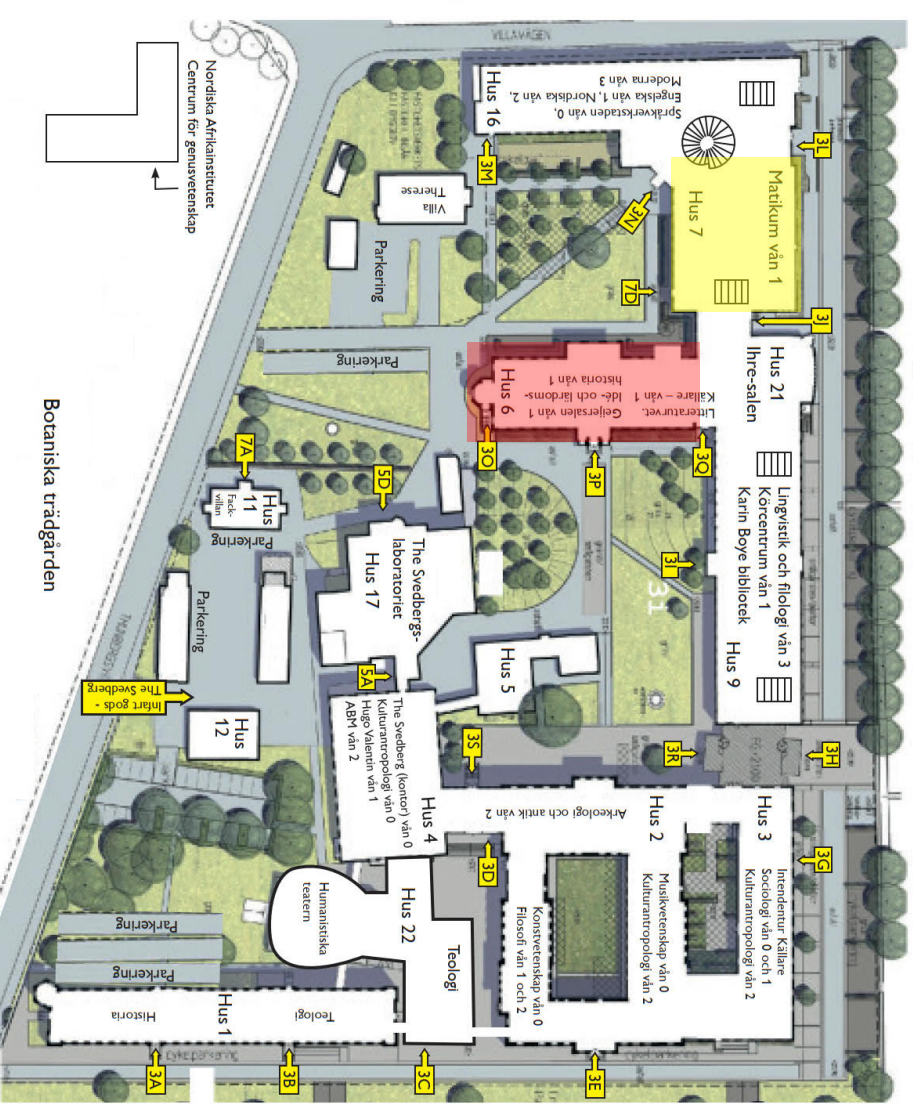 VILLAVÄGEN
Nordiska Afrikainstitutet
Centrum för genusvetenskap
Hus 16
Språkverkstaden vån 0,
Engelska vån 1, Nordiska vån 2,
Moderna vån 3
3L
3M
3N
Matikum vån 1
Hus 7
Villa
Therese
Parkering
7D
3J
Parkering
Hus 21
Ihre-salen
Hus 6
Geijersalen vån 1
Idé- och lärdoms-
historia vån 1
Litteraturvet.
Källare – vån 1
3O
3P
3Q
Botaniska trädgården
7A
Hus
11
Fack-
villan
Parkering
5D
The Svedbergs-
laboratoriet
Hus 17
Lingvistik och filologi vån 3
Körcentrum vån 1
Karin Boye bibliotek
Hus 9
3I
31
Parkering
Hus 5
5A
Infart gods -
The Svedberg
Hus
12
THUNBERGSV
The Svedberg (kontor) vån 0
Kulturantropologi vån 0
Hugo Valentin vån 1
ABM vån 2
Hus 4
3S
3R
3H
Arkeologi och antik vån 2
Hus 2
Hus 3
3G
3D
Intendentur Källare
Sociologi vån 0 och 1
Kulturantropologi vån 2
Musikvetenskap vån 0
Kulturantropologi vån 2
Konstvetenskap vån 0
Filosofi vån 1 och 2
Humanistiska
teatern
Hus 22
Teologi
Parkering
Parkering
Parkering
Hus 1
Historia
Teologi
Cykelparkering
Cykelparkering
3A
3B
3C
3E